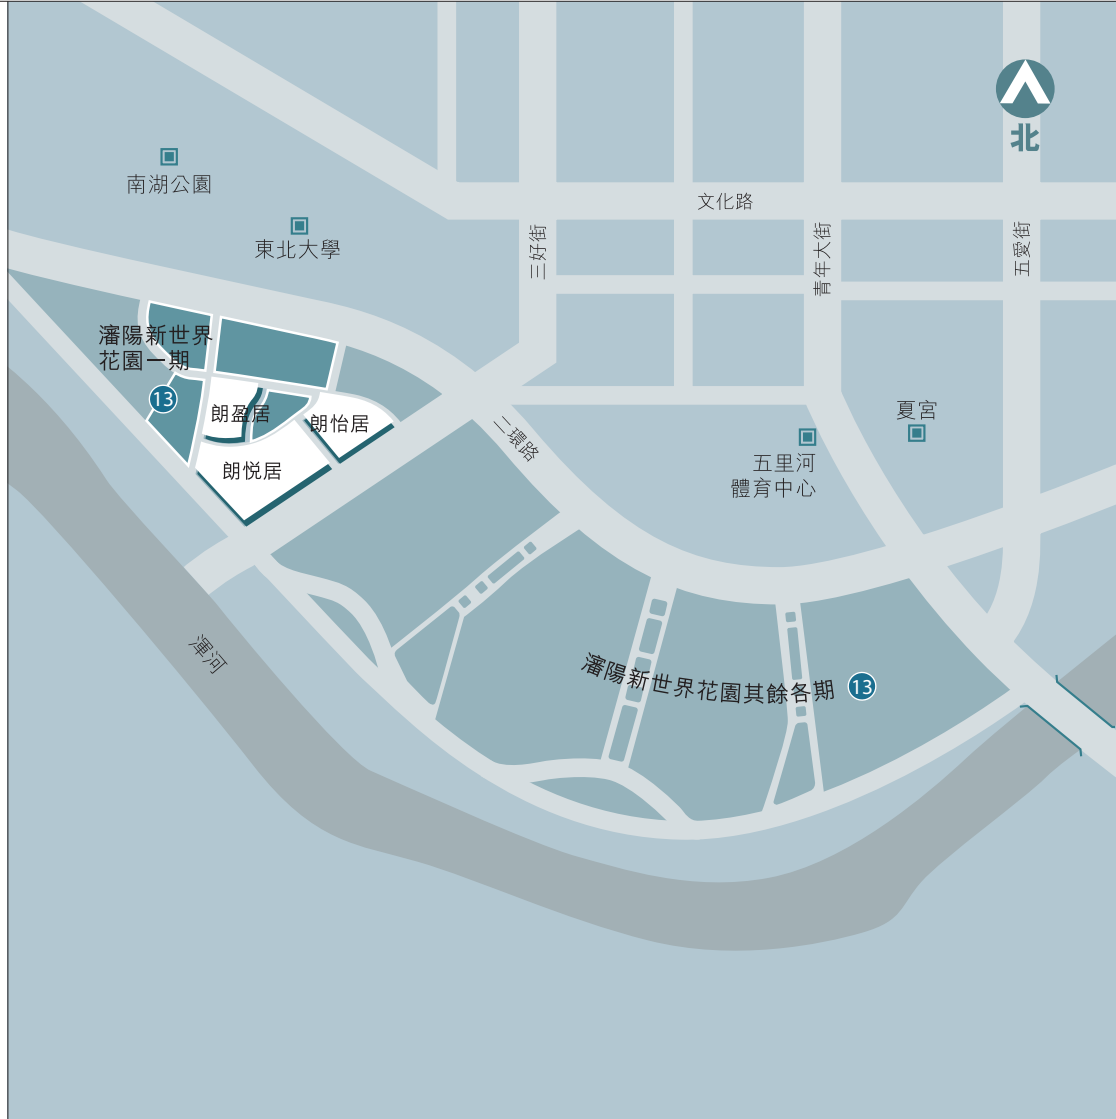 北
南湖公園
東北大學
文化路
三好街
青年大街
五愛街
瀋陽新世界
花園一期
13
朗盈居
朗怡居
朗悦居
二環路
夏宮
五里河
體育中心
渾河
瀋陽新世界花園其餘各期
13